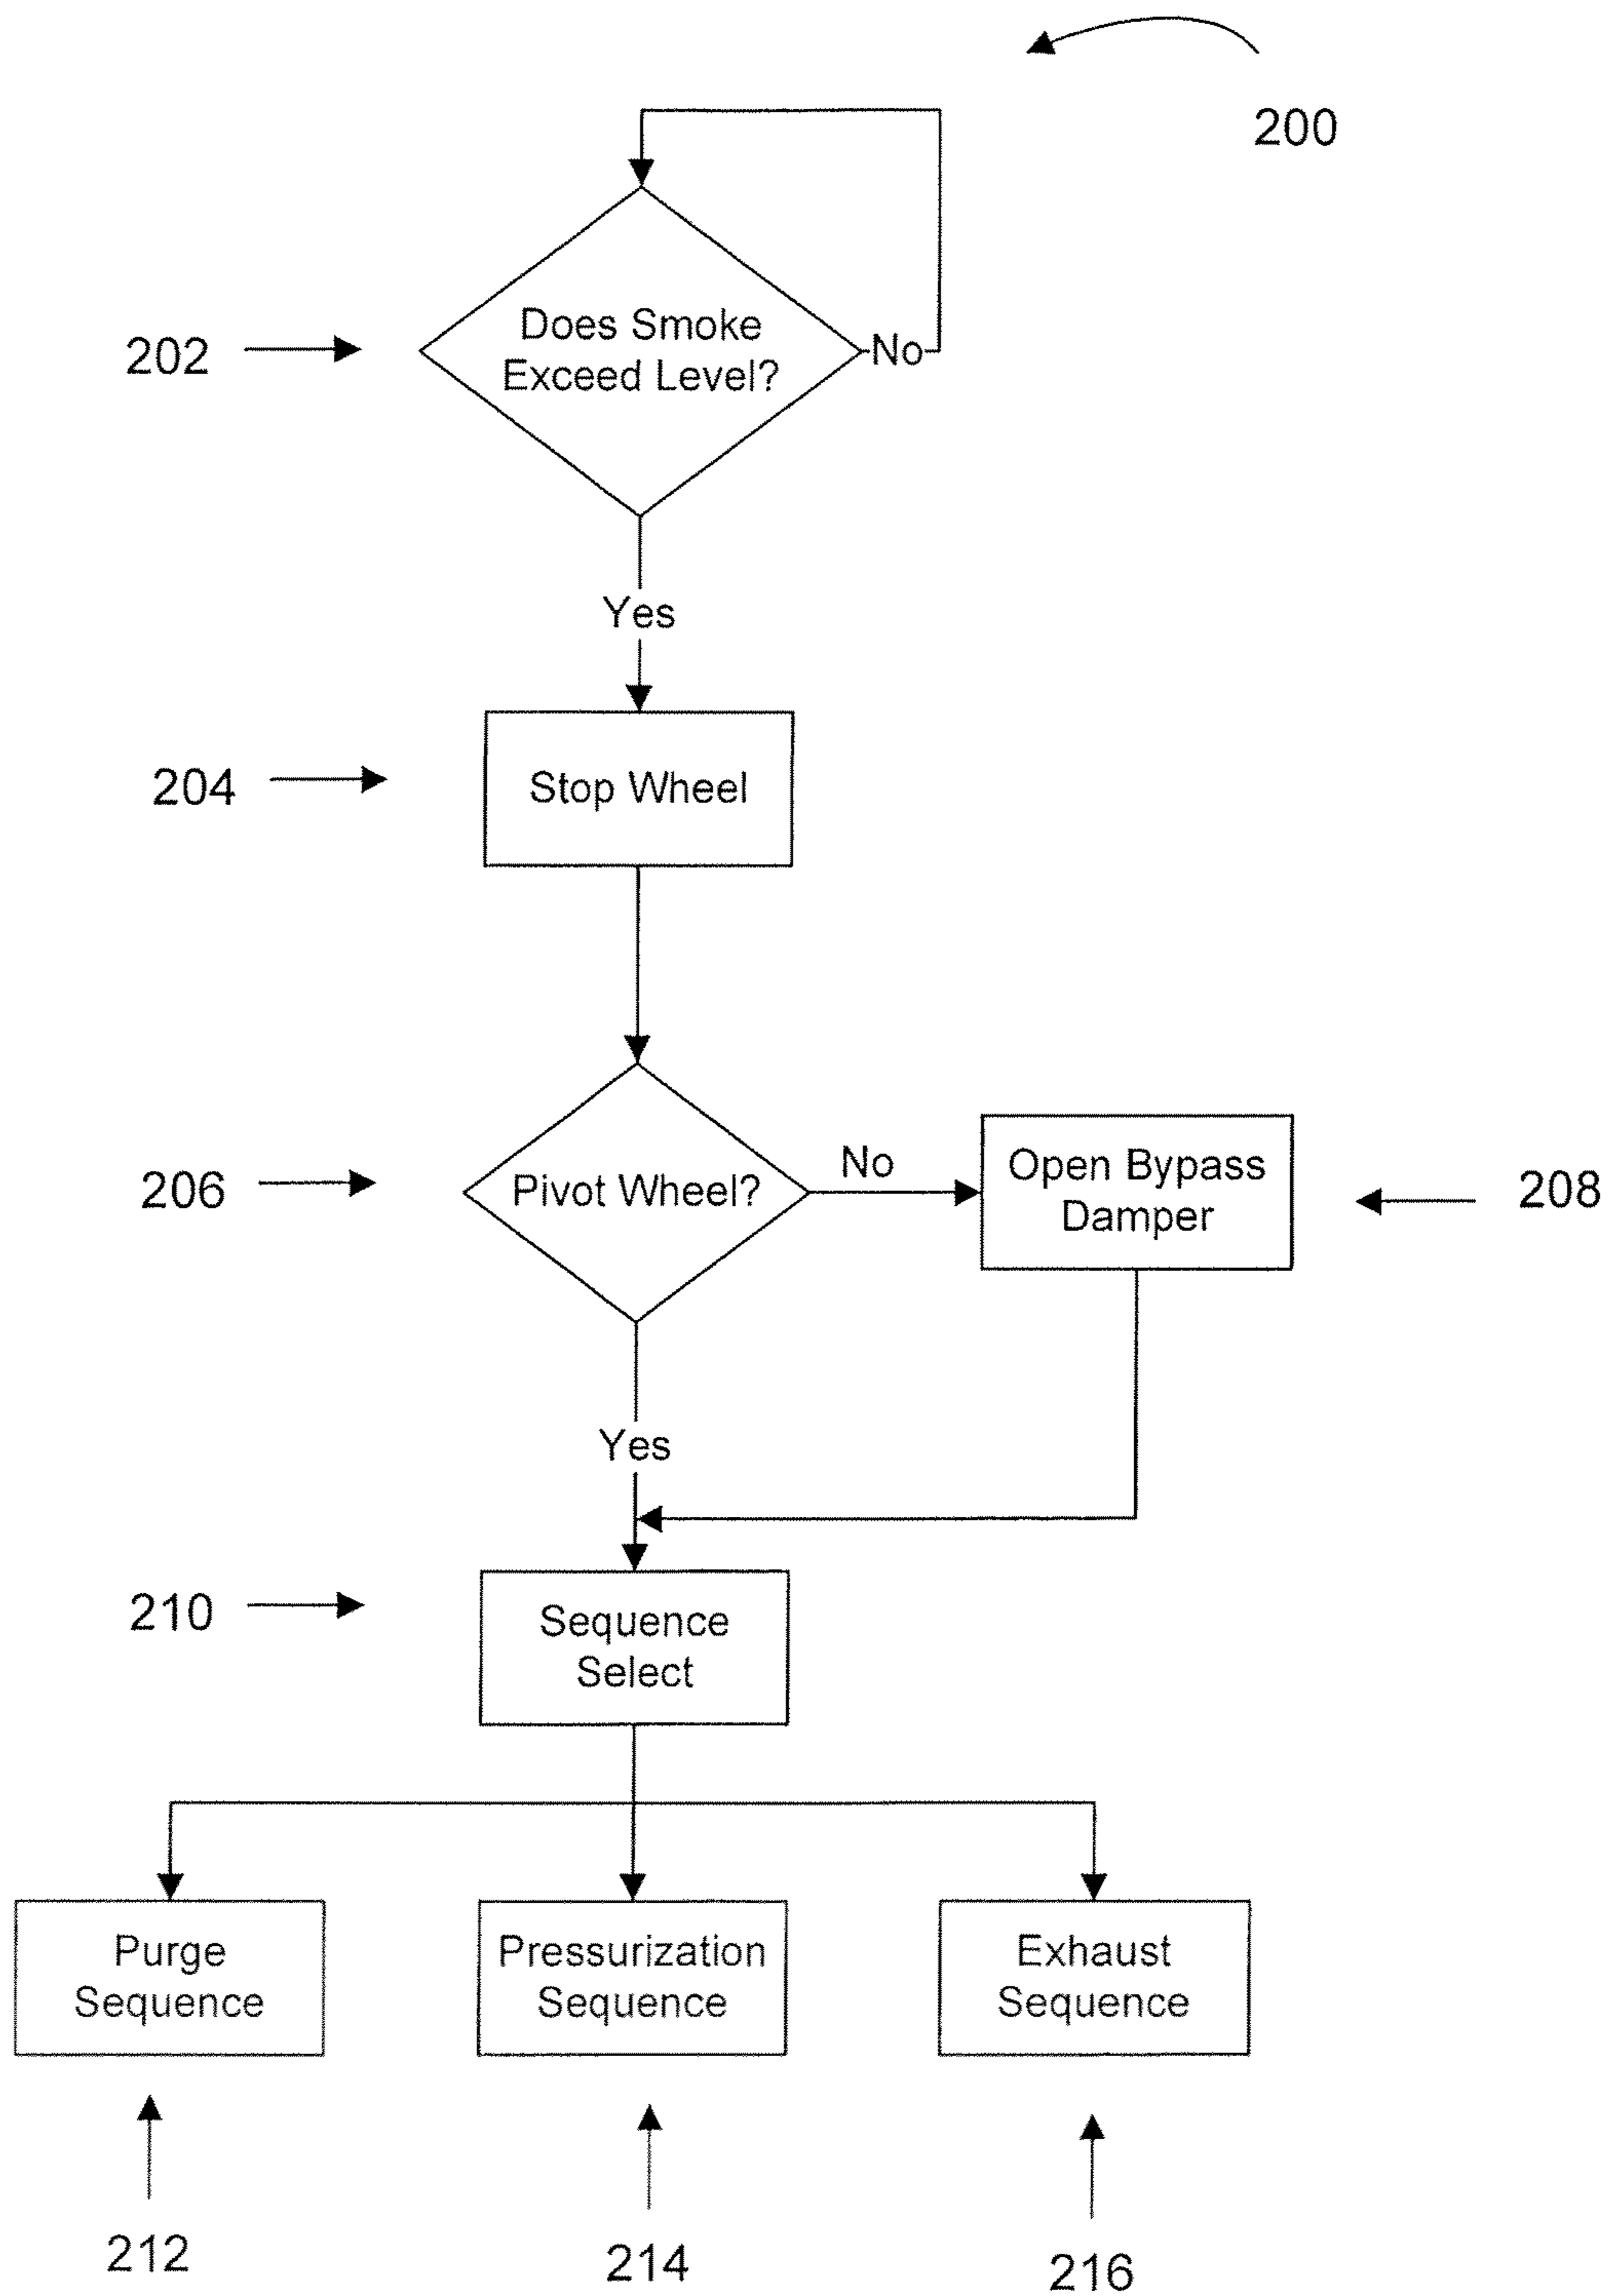 200
Does Smoke
Exceed Level?
No
202
Yes
204
Stop Wheel
206
Pivot Wheel?
No
Open Bypass
Damper
208
Yes
210
Sequence
Select
Purge
Sequence
Pressurization
Sequence
Exhaust
Sequence
212
214
216